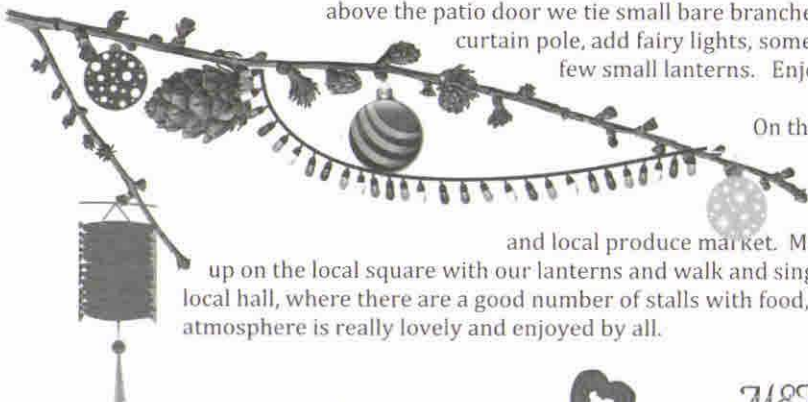 above the patio door we tie small bare branche
curtain pole, add fairy lights, some
few small lanterns. Enj
On th
and local produce market. M
up on the local square with our lanterns and walk and sing
local hall, where there are a good number of stalls with food,
atmosphere is really lovely and enjoyed by all.